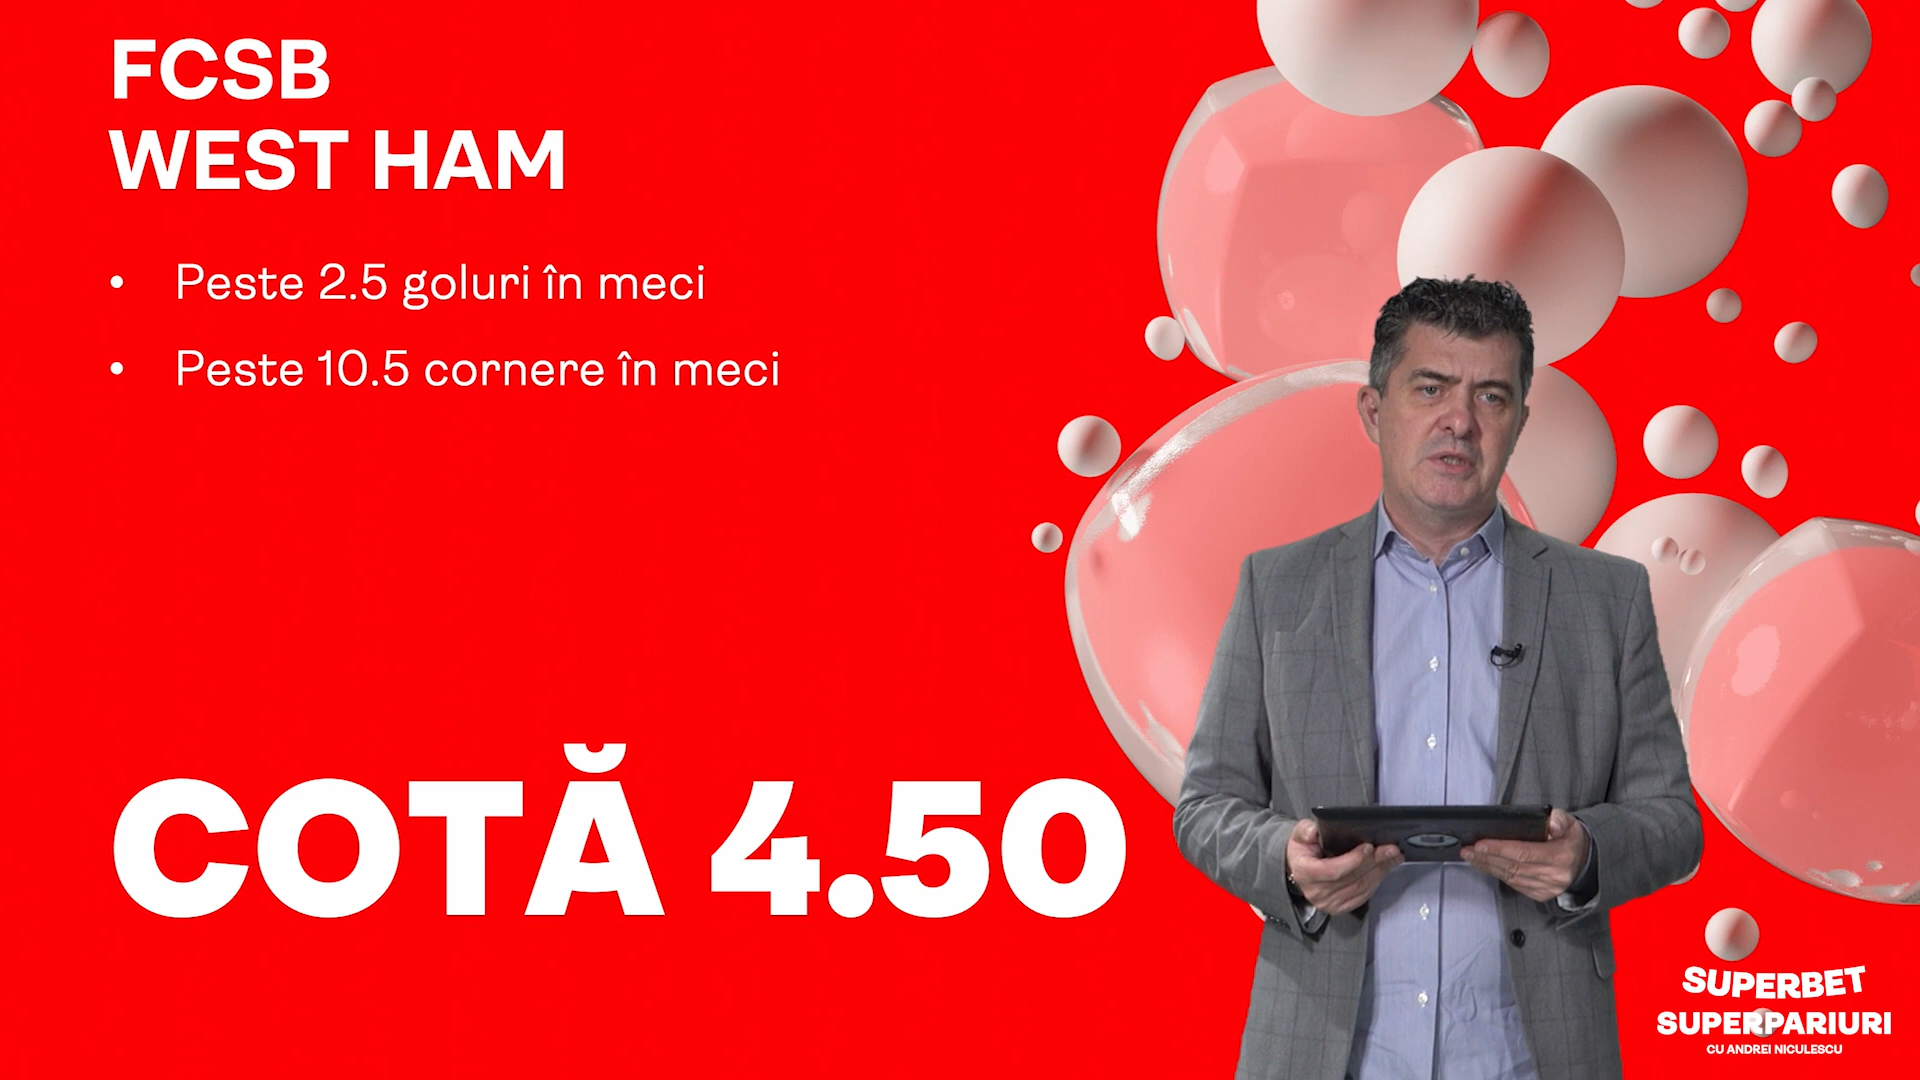 FCSB
WEST HAM
• Peste 2.5 goluri în meci
• Peste 10.5 cornere în meci
COTĂ 4.50
SUPERBET
SUPERPARIURI
CU ANDREI NICULESCU